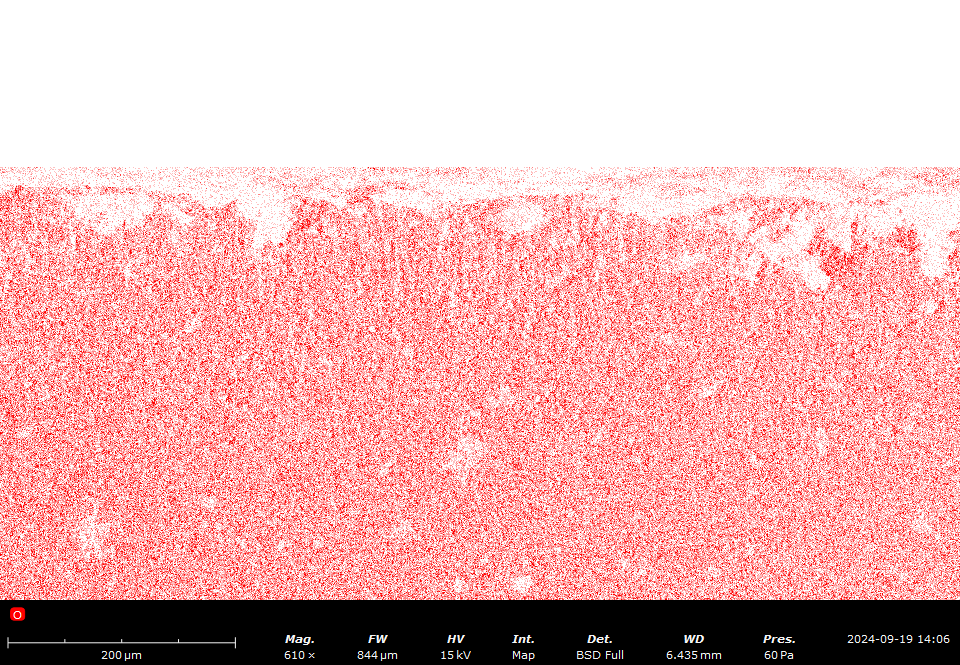 O
Mag. FW HV Int. Det. WD Pres. 2024-09-19 14:06
200 µm 610 × 844 µm 15 kV Map BSD Full 6.435 mm 60 Pa